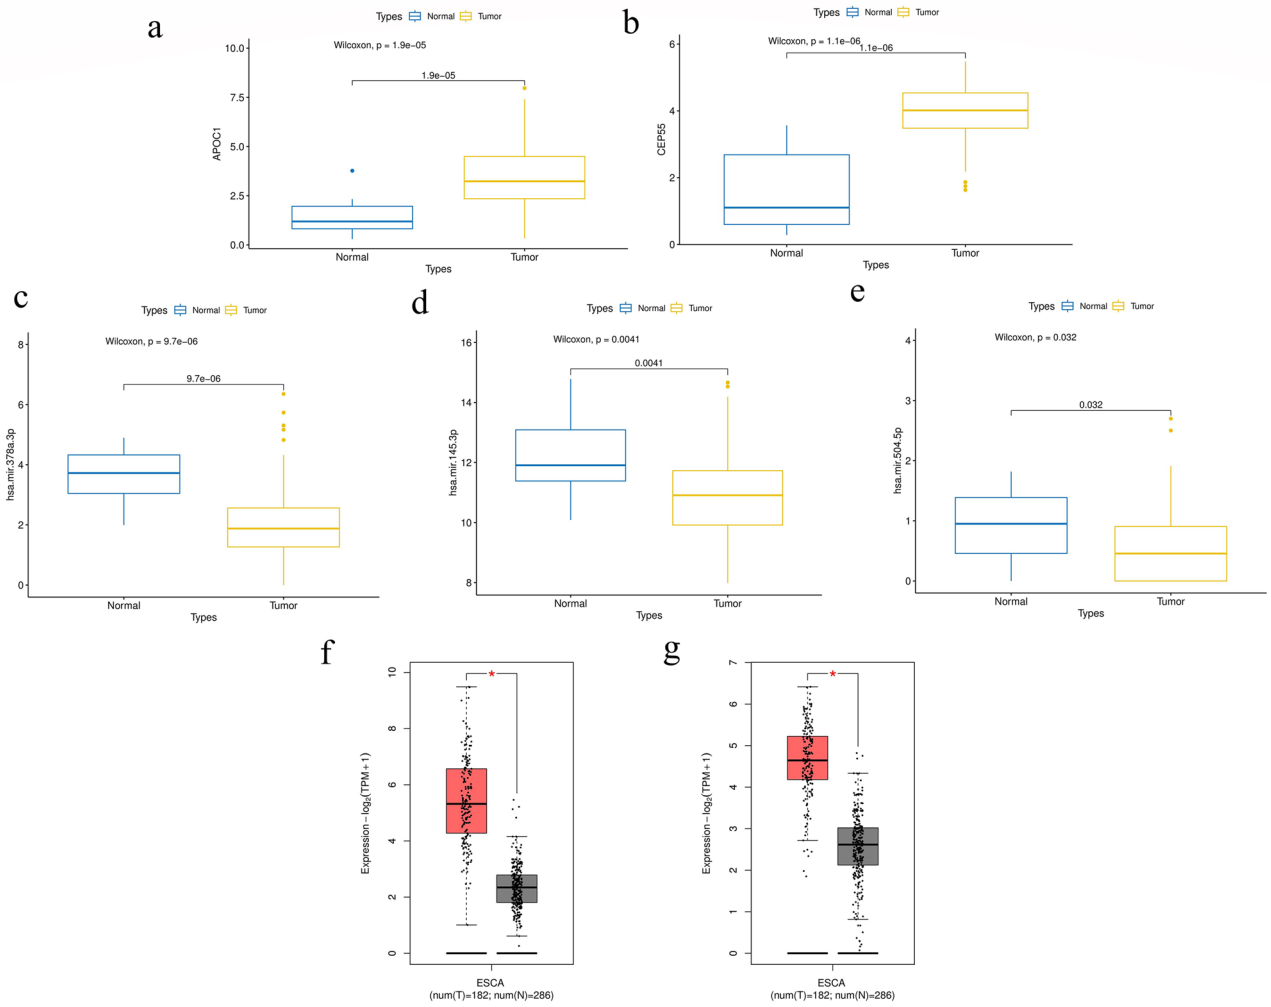 a
Types Normal Tumor
Wilcoxon, p = 1.9e−05
1.9e−05
10.0
7.5
5.0
2.5
0.0
APOC1
Normal Tumor
Types
b
Types Normal Tumor
Wilcoxon, p = 1.1e−06
1.1e−06
6
4
2
0
CEP55
Normal Tumor
Types
c
Types Normal Tumor
Wilcoxon, p = 9.7e−06
9.7e−06
8
6
4
2
0
hsa.mir.378a.3p
Normal Tumor
Types
d
Types Normal Tumor
Wilcoxon, p = 0.0041
0.0041
16
14
12
10
8
hsa.mir.145.3p
Normal Tumor
Types
e
Types Normal Tumor
Wilcoxon, p = 0.032
0.032
4
3
2
1
0
hsa.mir.504.5p
Normal Tumor
Types
f
*
10
8
6
4
2
0
Expression − log2(TPM + 1)
ESCA
(num(T)=182; num(N)=286)
g
*
7
6
5
4
3
2
1
0
Expression − log2(TPM + 1)
ESCA
(num(T)=182; num(N)=286)